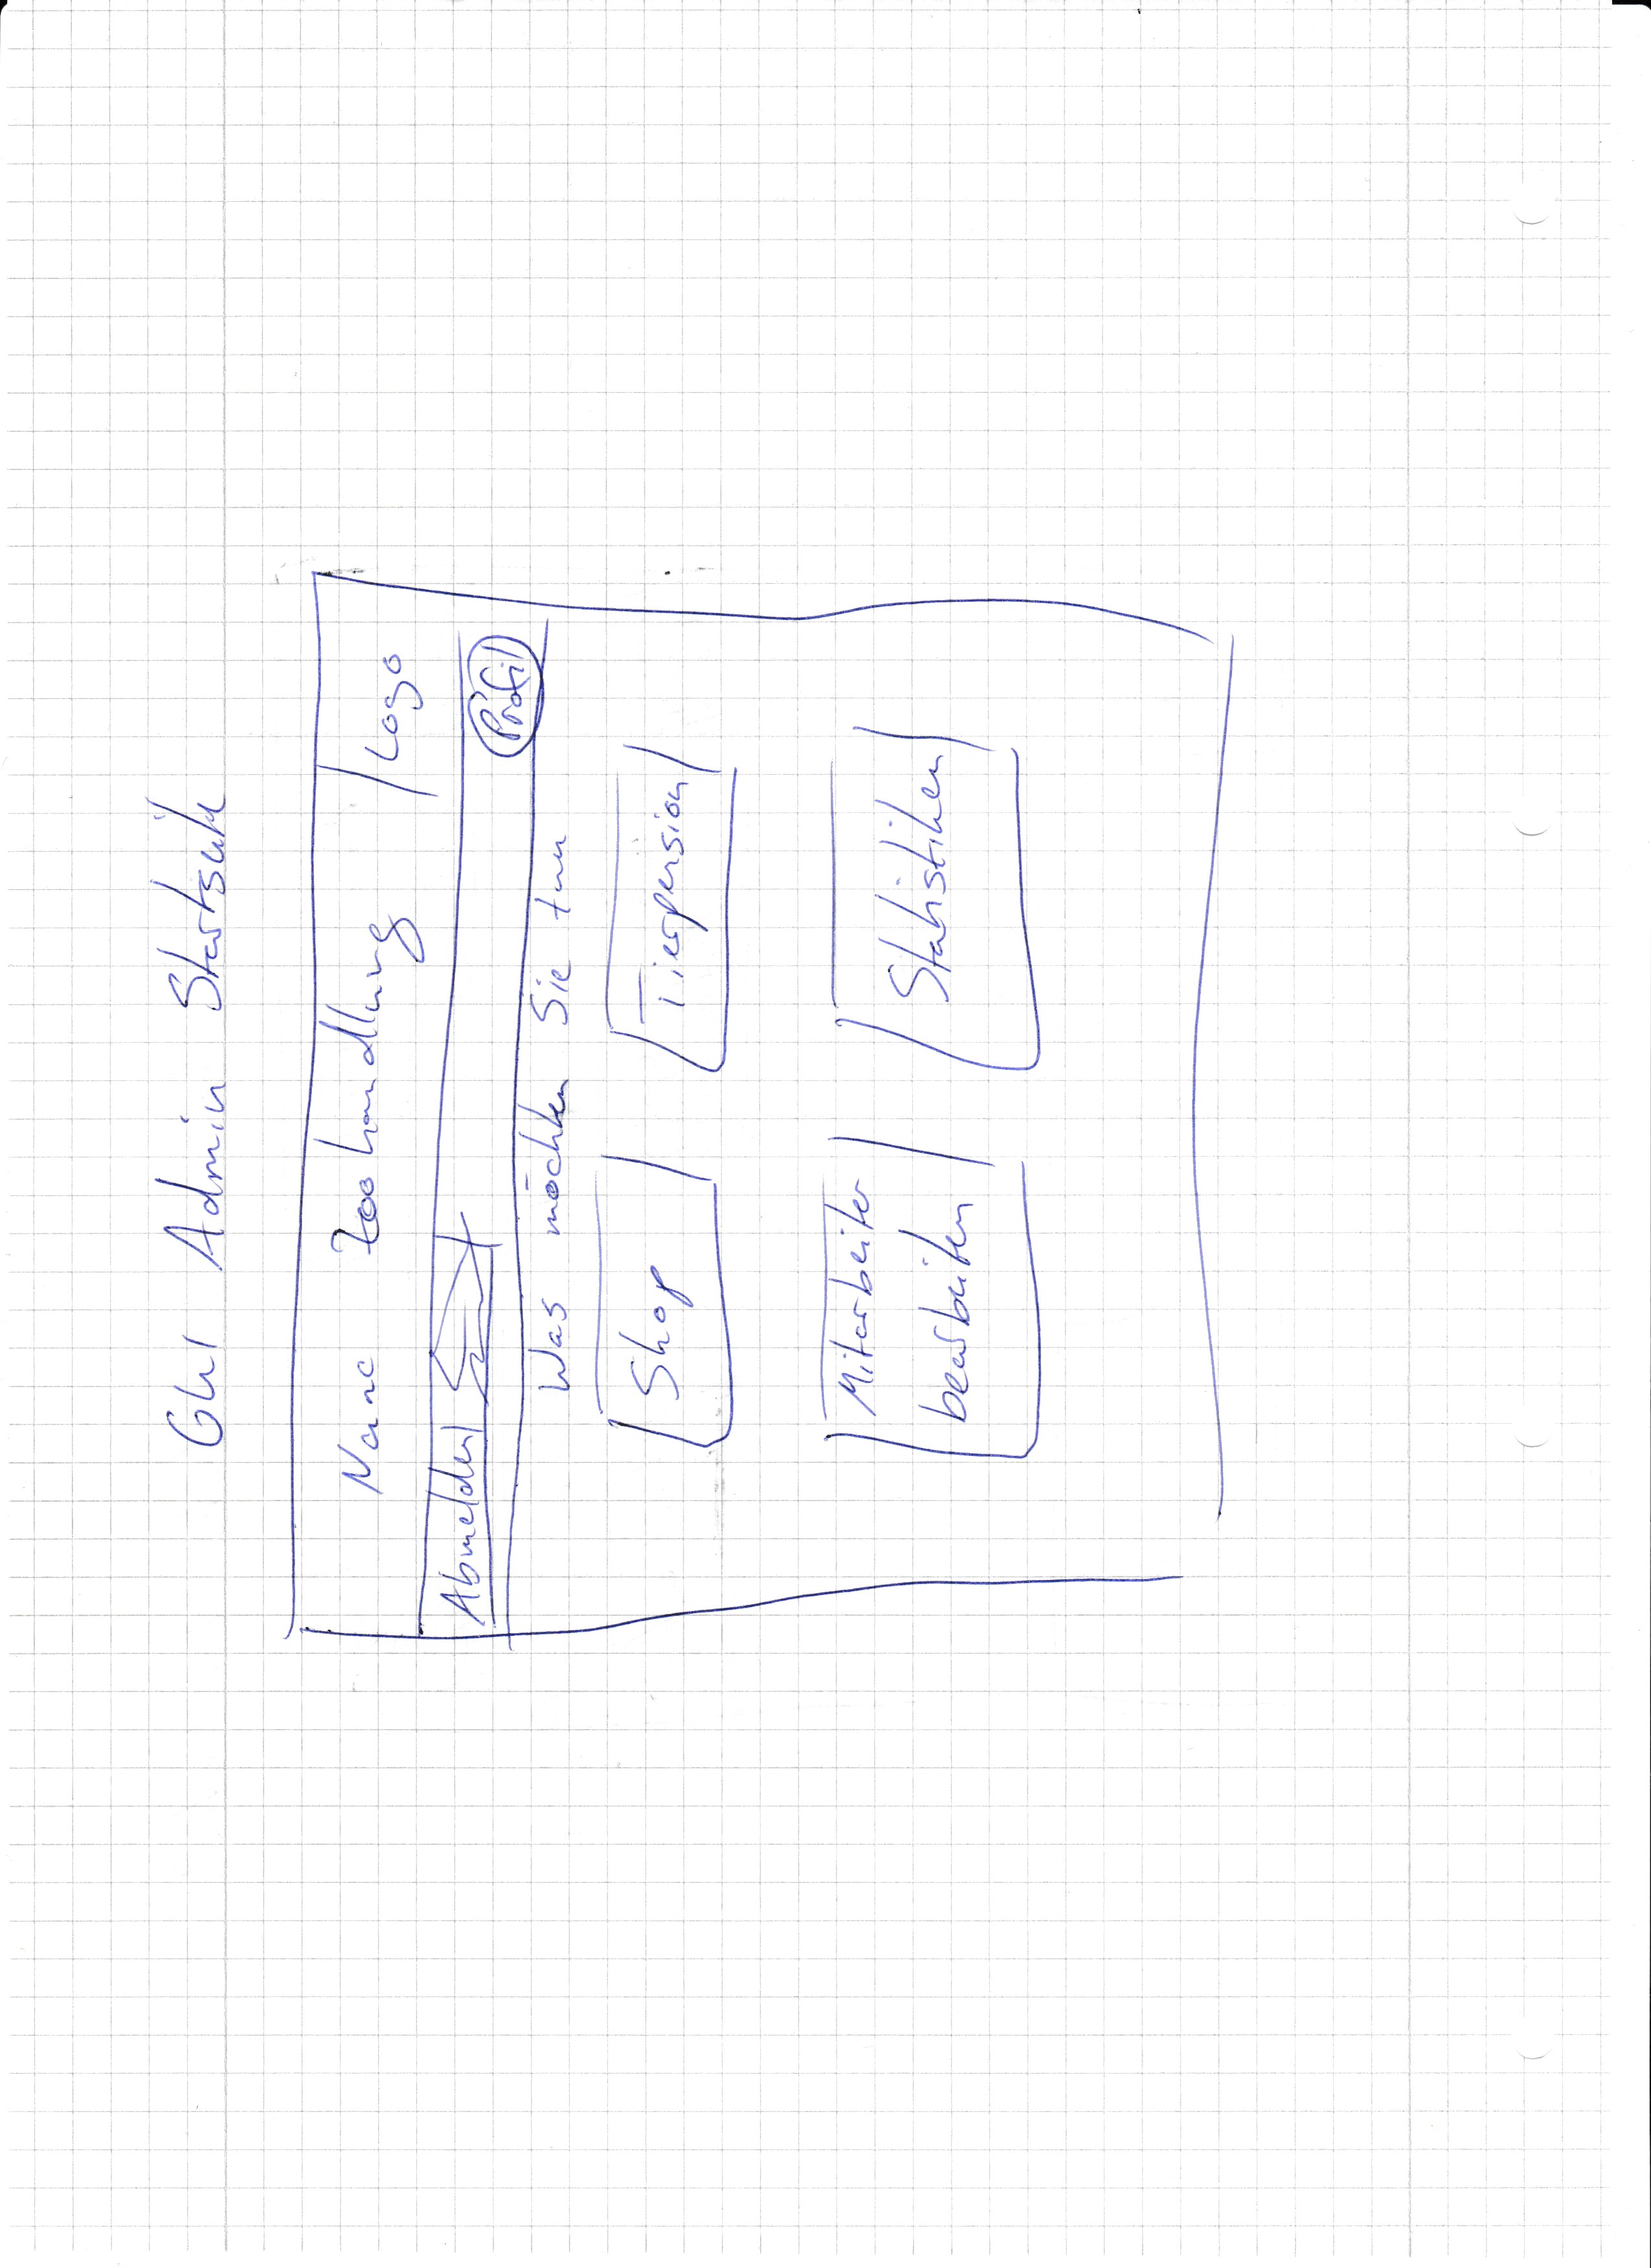 GUI Admin Startseite
Name Zoohandlung Logo
Abmelden Profil
Was möchten Sie tun
Shop Tierpension
Mitarbeiter
bearbeiten Statistiken